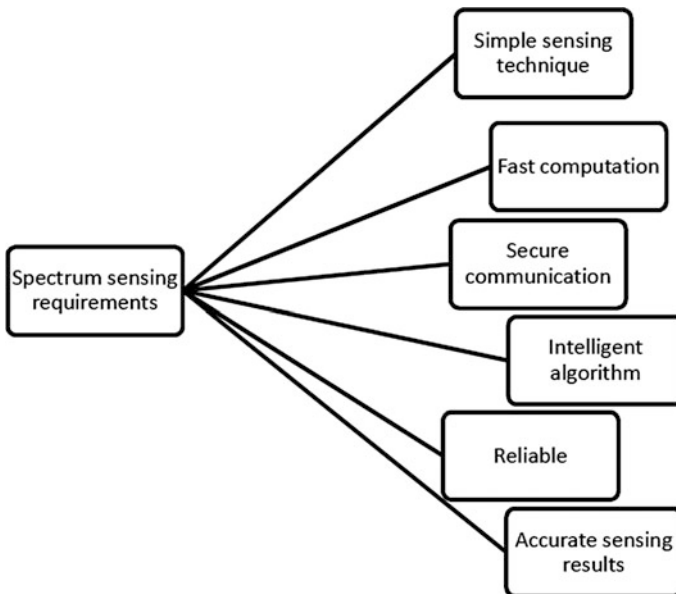 Simple sensing
technique
Fast computation
Secure
communication
Spectrum sensing
requirements
Intelligent
algorithm
Reliable
Accurate sensing
results